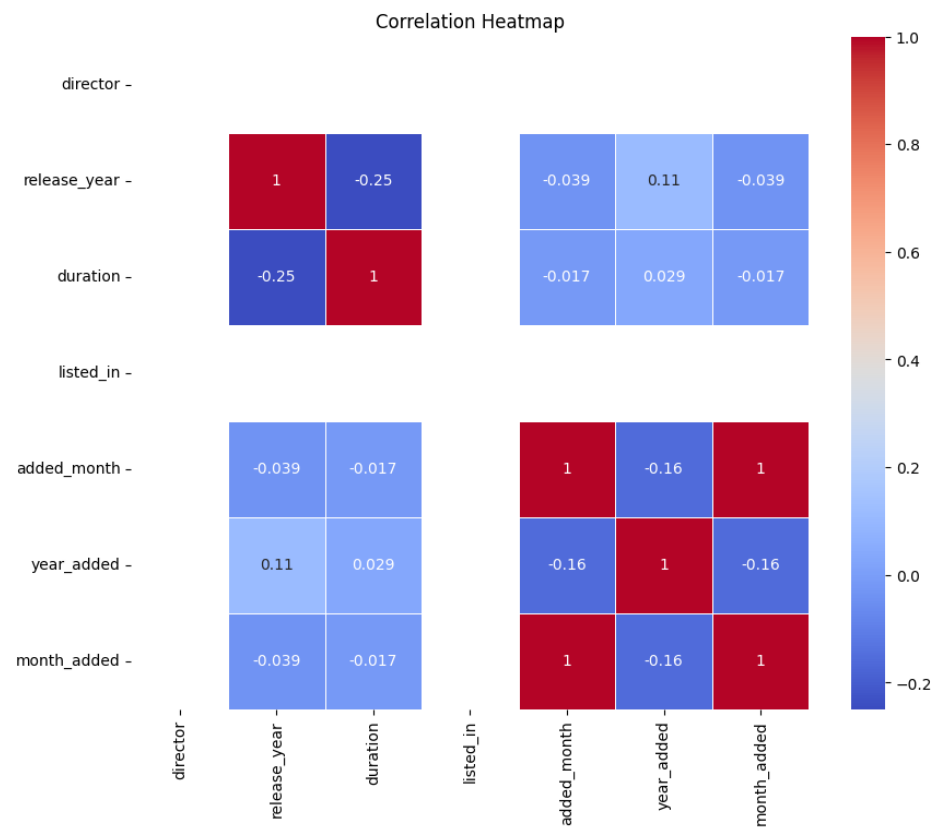 Correlation Heatmap
director
release_year 1 -0.25 -0.039 0.11 -0.039
duration -0.25 1 -0.017 0.029 -0.017
listed_in
added_month -0.039 -0.017 1 -0.16 1
year_added 0.11 0.029 -0.16 1 -0.16
month_added -0.039 -0.017 1 -0.16 1
director release_year duration listed_in added_month year_added month_added
1.0
0.8
0.6
0.4
0.2
0.0
−0.2